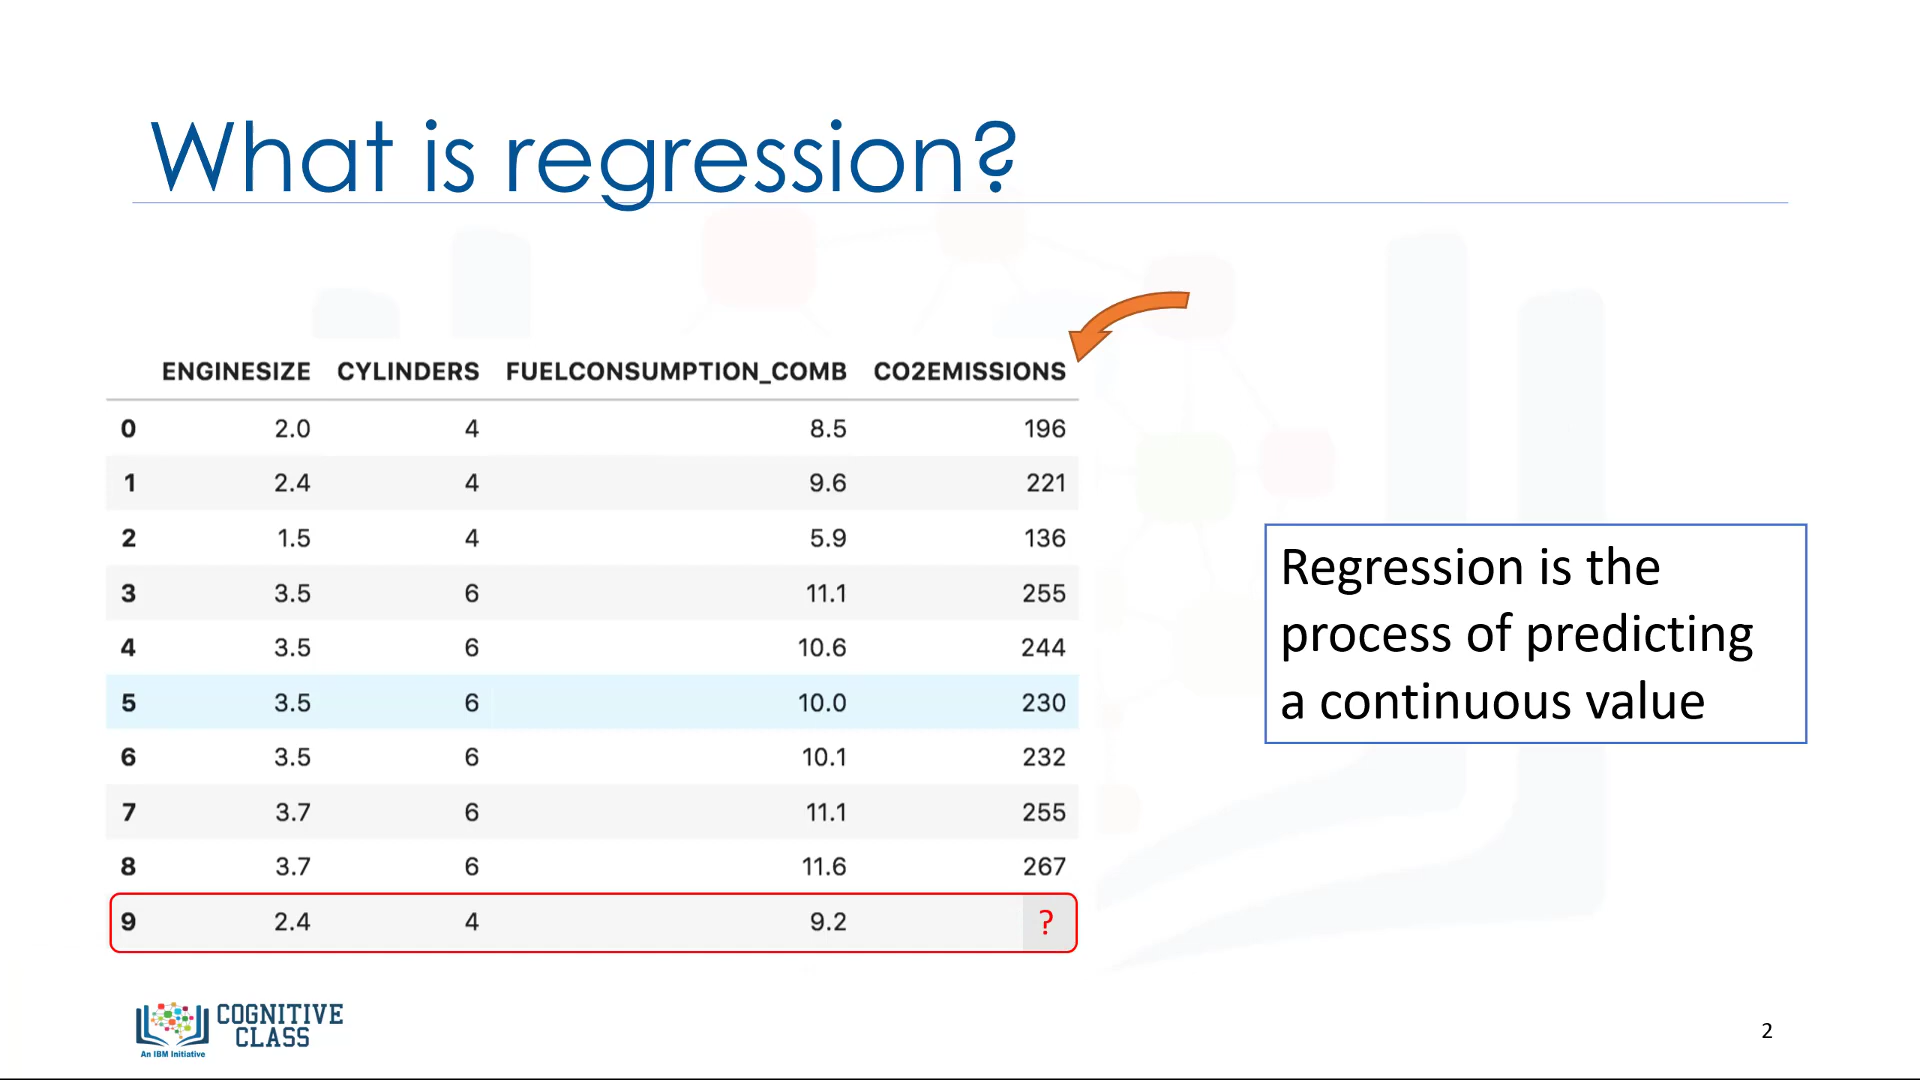 What is regression?
ENGINESIZE CYLINDERS FUELCONSUMPTION_COMB CO2EMISSIONS
0 2.0 4 8.5 196
1 2.4 4 9.6 221
2 1.5 4 5.9 136
3 3.5 6 11.1 255
4 3.5 6 10.6 244
5 3.5 6 10.0 230
6 3.5 6 10.1 232
7 3.7 6 11.1 255
8 3.7 6 11.6 267
9 2.4 4 9.2 ?
Regression is the
process of predicting
a continuous value
COGNITIVE
CLASS
An IBM Initiative
2